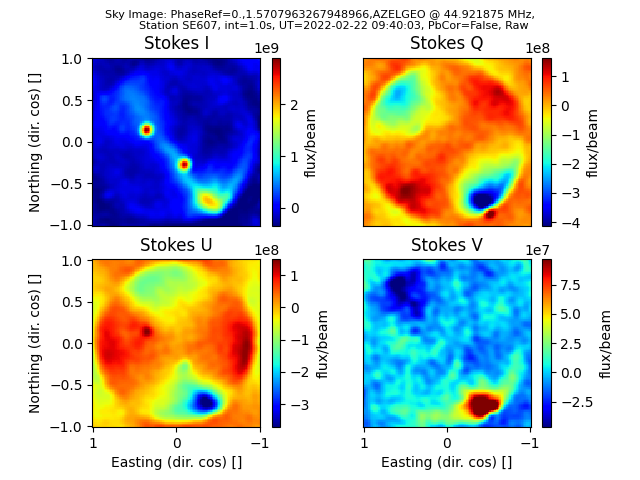 Sky Image: PhaseRef=0.,1.5707963267948966,AZELGEO @ 44.921875 MHz,
Station SE607, int=1.0s, UT=2022-02-22 09:40:03, PbCor=False, Raw
Stokes I
1e9
Stokes Q
1e8
1.0
0.5
0.0
−0.5
−1.0
Northing (dir. cos) []
2
1
0
flux/beam
1
0
−1
−2
−3
−4
flux/beam
Stokes U
1e8
Stokes V
1e7
1.0
0.5
0.0
−0.5
−1.0
Northing (dir. cos) []
1
0
−1
−2
−3
flux/beam
7.5
5.0
2.5
0.0
−2.5
flux/beam
1
0
−1
Easting (dir. cos) []
1
0
−1
Easting (dir. cos) []